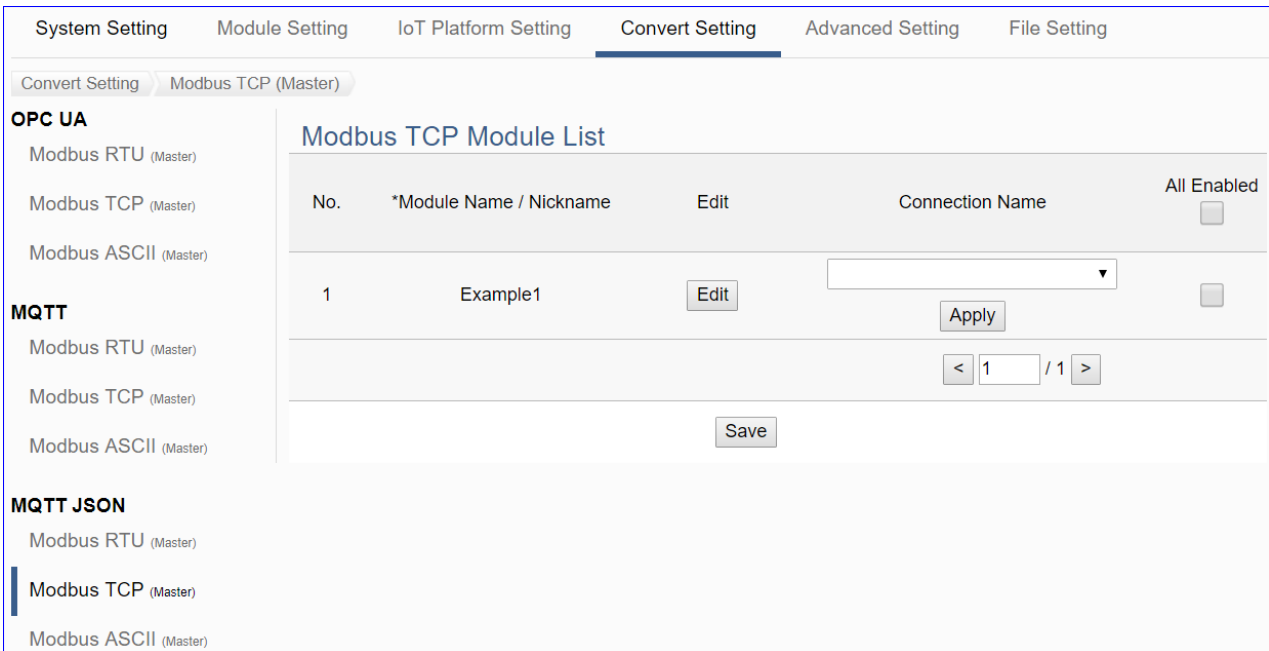 System Setting Module Setting IoT Platform Setting Convert Setting Advanced Setting File Setting
Convert Setting Modbus TCP (Master)
OPC UA
Modbus RTU (Master)
Modbus TCP (Master)
Modbus ASCII (Master)
MQTT
Modbus RTU (Master)
Modbus TCP (Master)
Modbus ASCII (Master)
MQTT JSON
Modbus RTU (Master)
Modbus TCP (Master)
Modbus ASCII (Master)
Modbus TCP Module List
No. *Module Name / Nickname Edit Connection Name All Enabled
1 Example1 Edit
Apply
< 1 / 1 >
Save